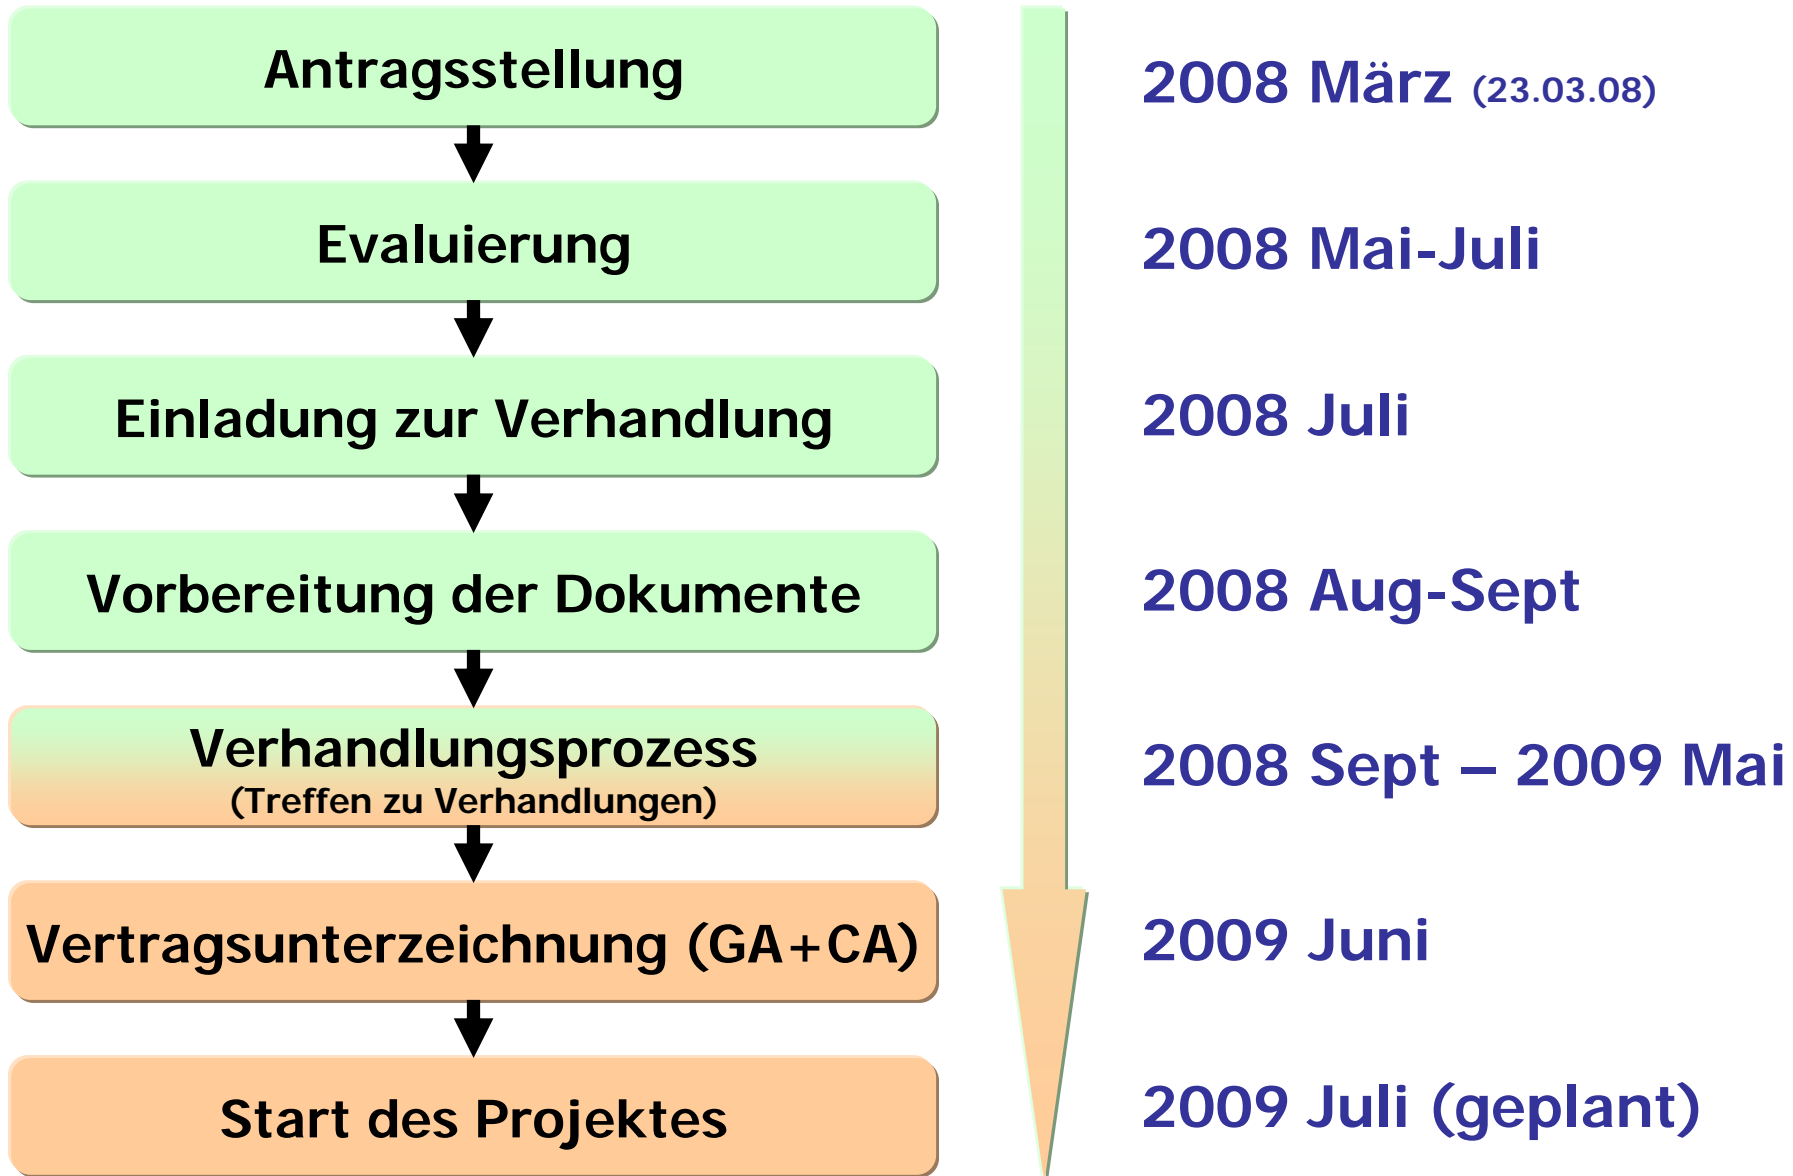 Antragsstellung
2008 März (23.03.08)
Evaluierung
2008 Mai-Juli
Einladung zur Verhandlung
2008 Juli
Vorbereitung der Dokumente
2008 Aug-Sept
Verhandlungsprozess
(Treffen zu Verhandlungen)
2008 Sept – 2009 Mai
Vertragsunterzeichnung (GA+CA)
2009 Juni
Start des Projektes
2009 Juli (geplant)